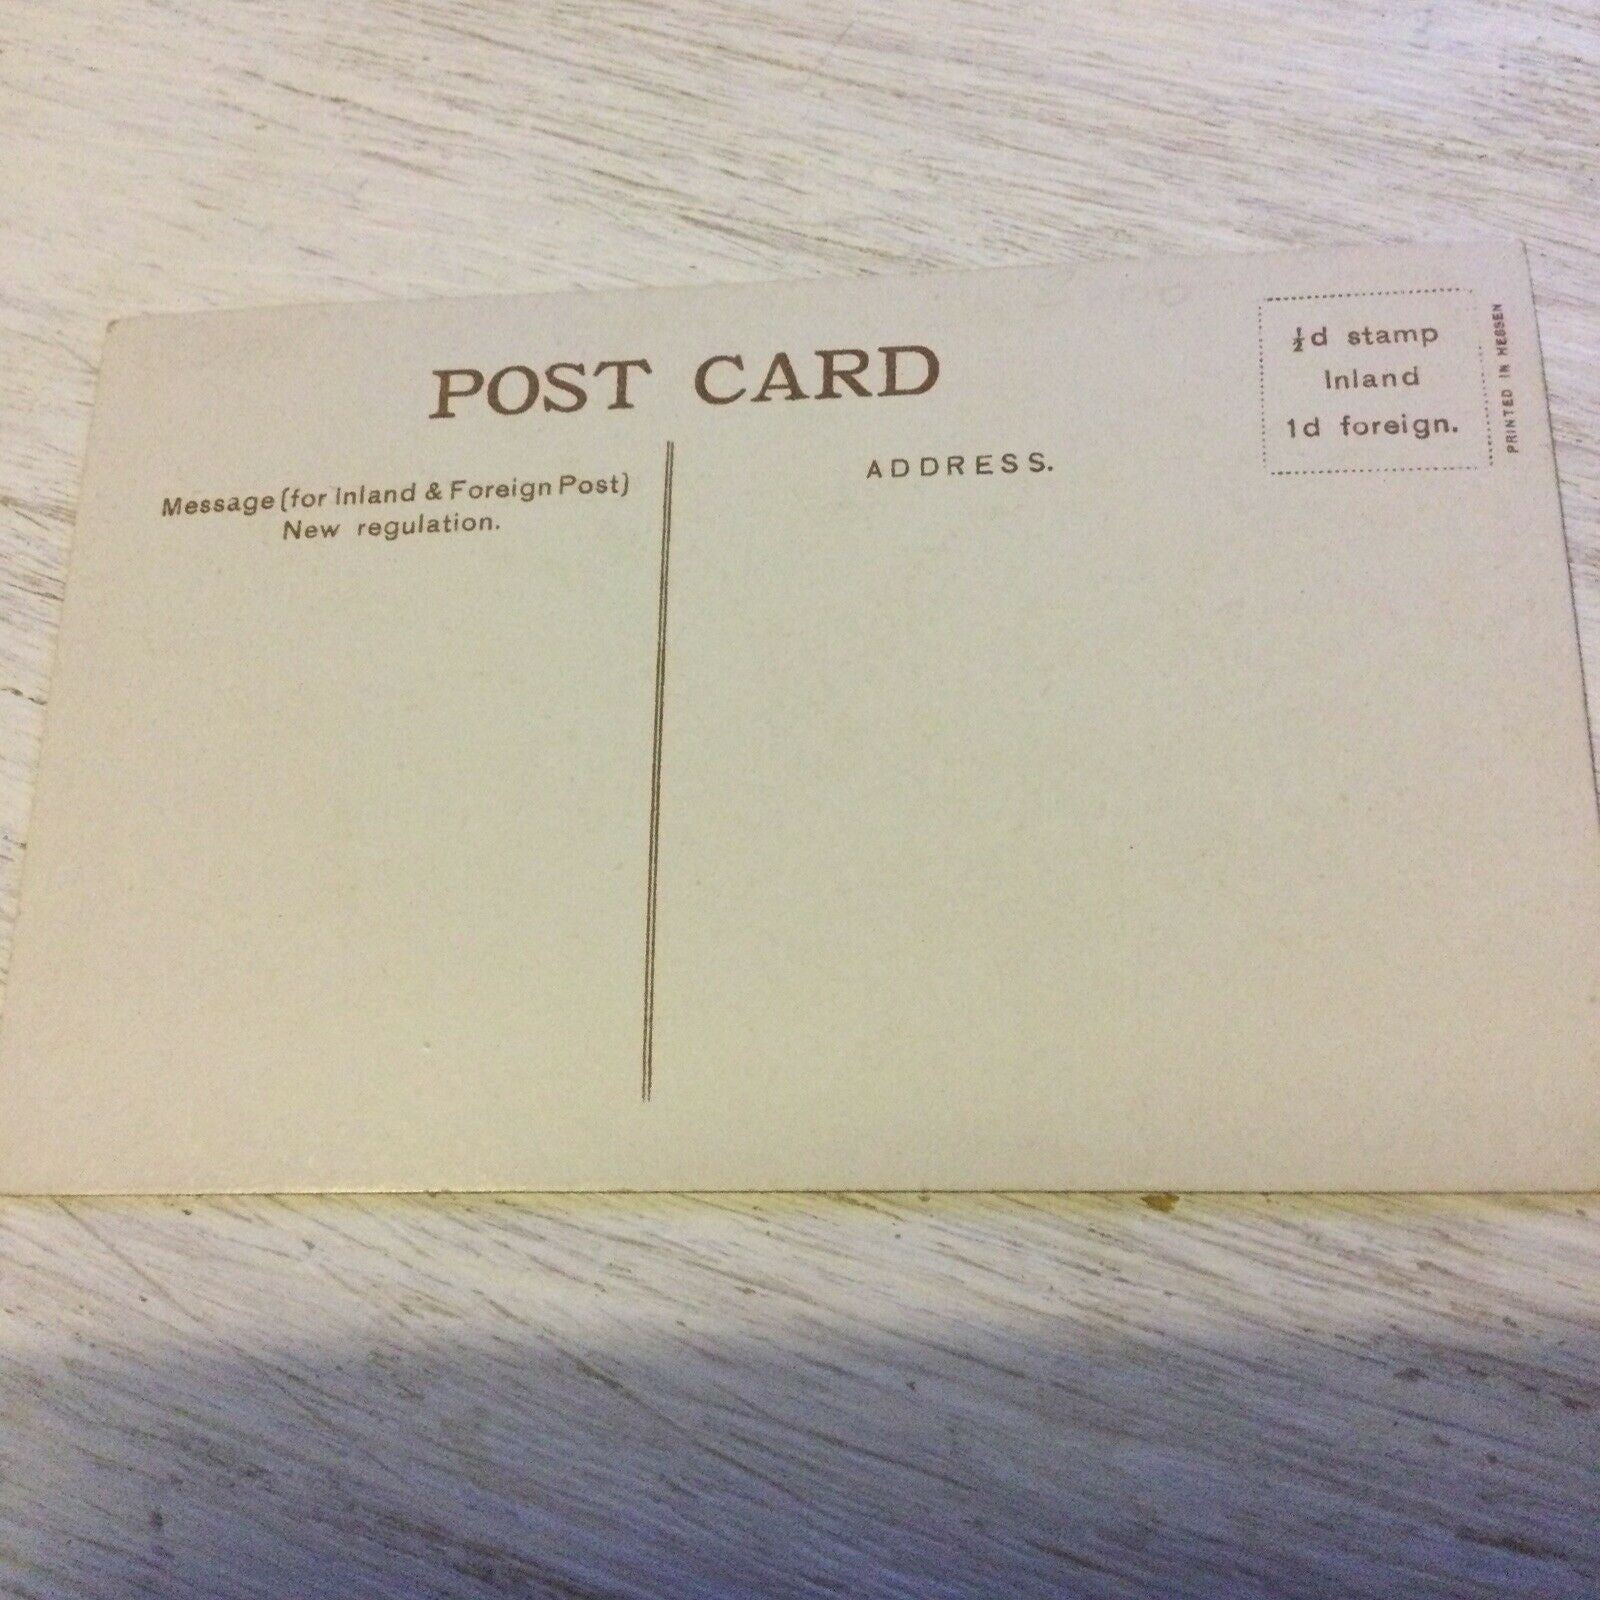 POST CARD
Message (for Inland & Foreign Post)
New regulation.
ADDRESS.
½d stamp
Inland
1d foreign.
PRINTED IN HESSEN